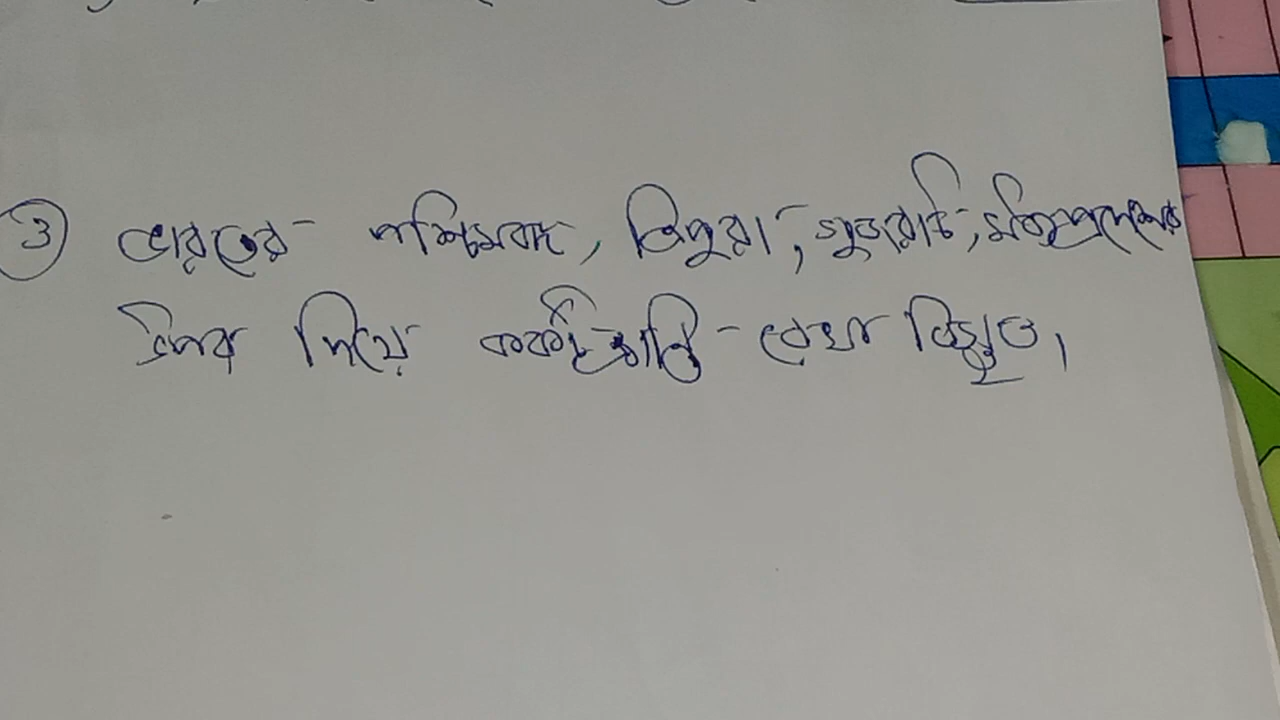 ৩ ভারতের পশ্চিমবঙ্গ, ত্রিপুরা, গুজরাট, মধ্যপ্রদেশের
উপর দিয়ে কর্কটক্রান্তি রেখা বিস্তৃত।